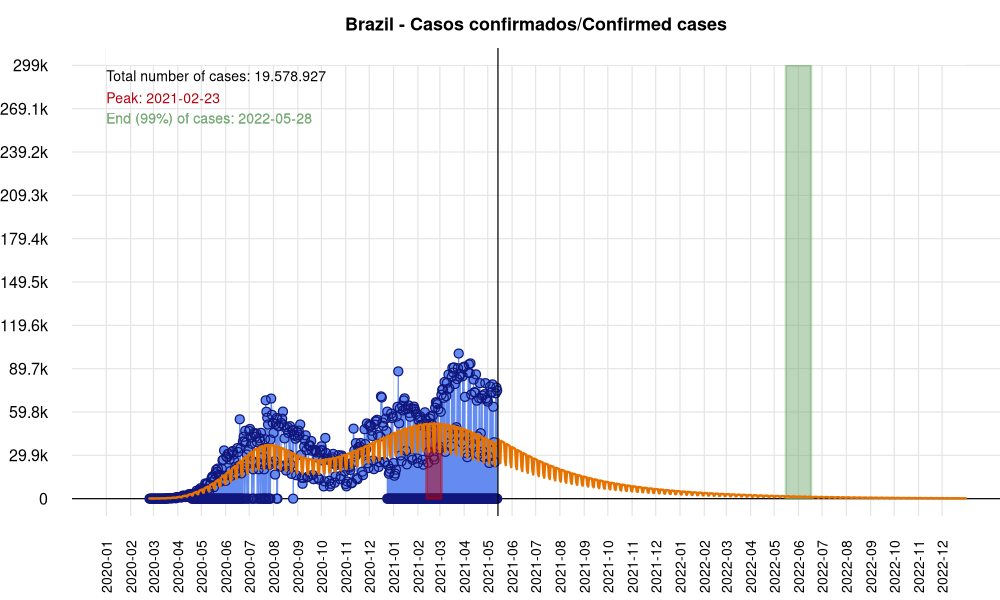 Brazil - Casos confirmados/Confirmed cases
Total number of cases: 19.578.927
Peak: 2021-02-23
End (99%) of cases: 2022-05-28
299k
269.1k
239.2k
209.3k
179.4k
149.5k
119.6k
89.7k
59.8k
29.9k
0
2020-01
2020-02
2020-03
2020-04
2020-05
2020-06
2020-07
2020-08
2020-09
2020-10
2020-11
2020-12
2021-01
2021-02
2021-03
2021-04
2021-05
2021-06
2021-07
2021-08
2021-09
2021-10
2021-11
2021-12
2022-01
2022-02
2022-03
2022-04
2022-05
2022-06
2022-07
2022-08
2022-09
2022-10
2022-11
2022-12